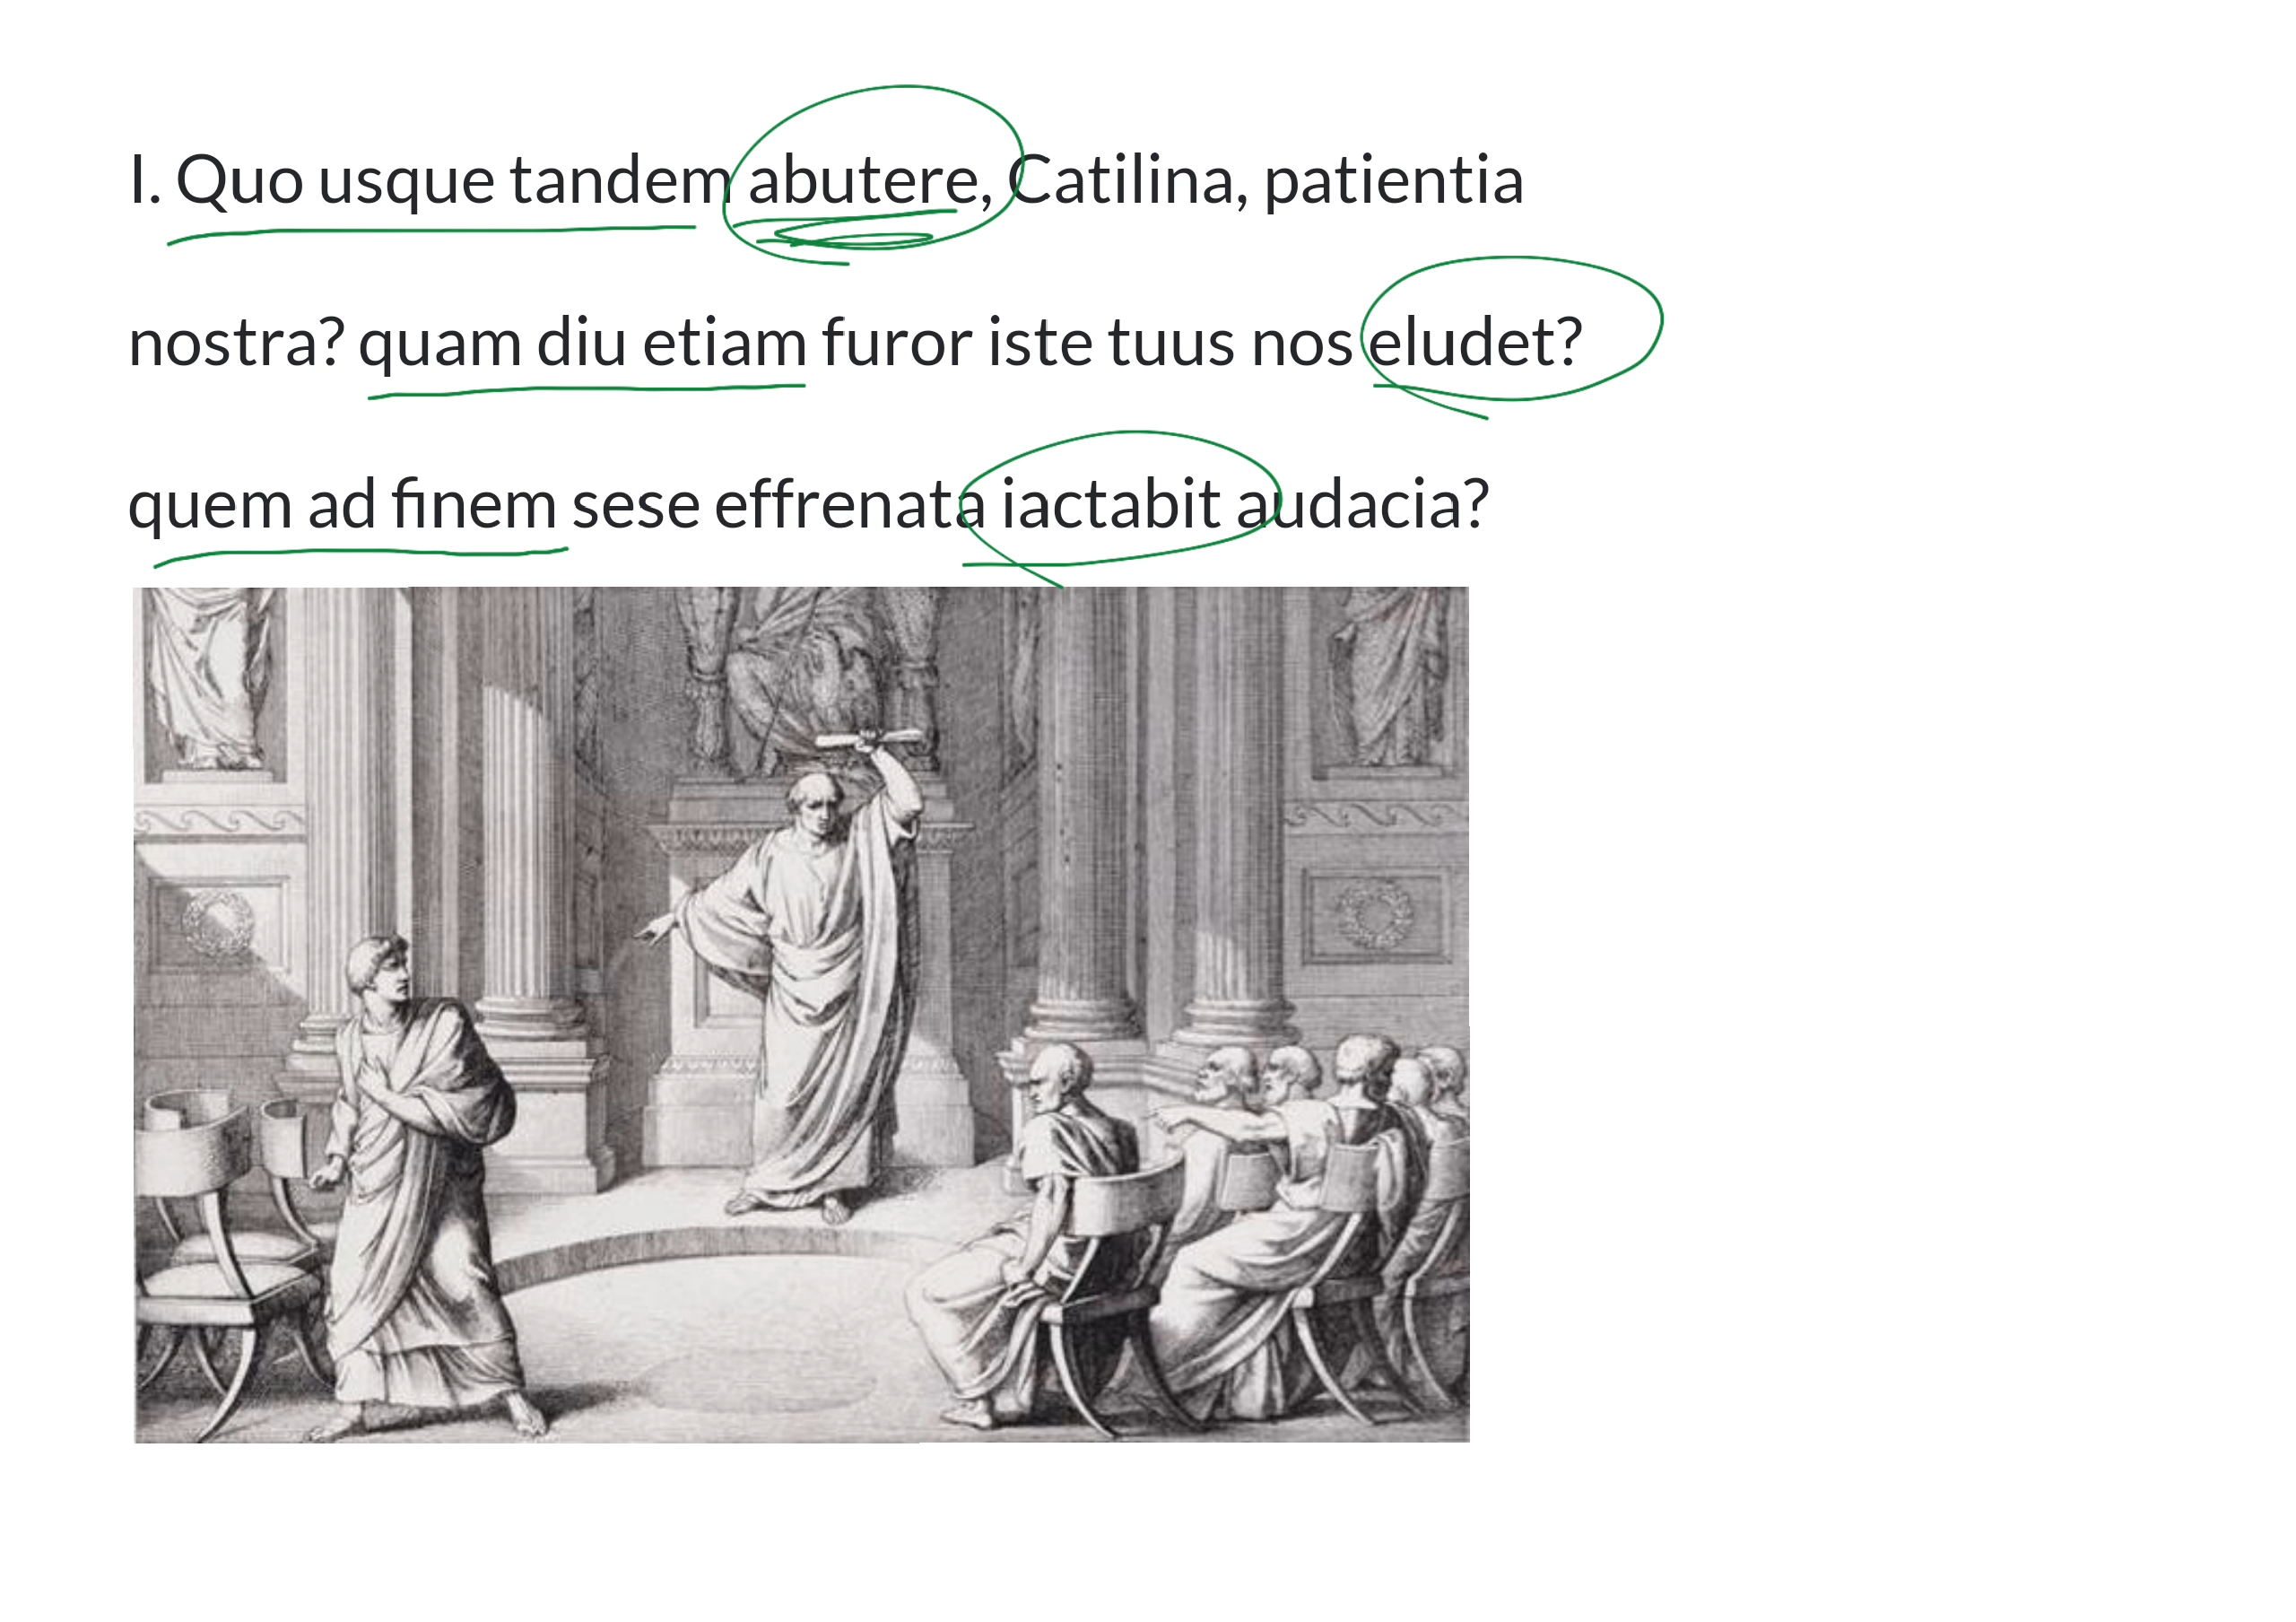 I. Quo usque tandem abutere, Catilina, patientia
nostra? quam diu etiam furor iste tuus nos eludet?
quem ad finem sese effrenata iactabit audacia?